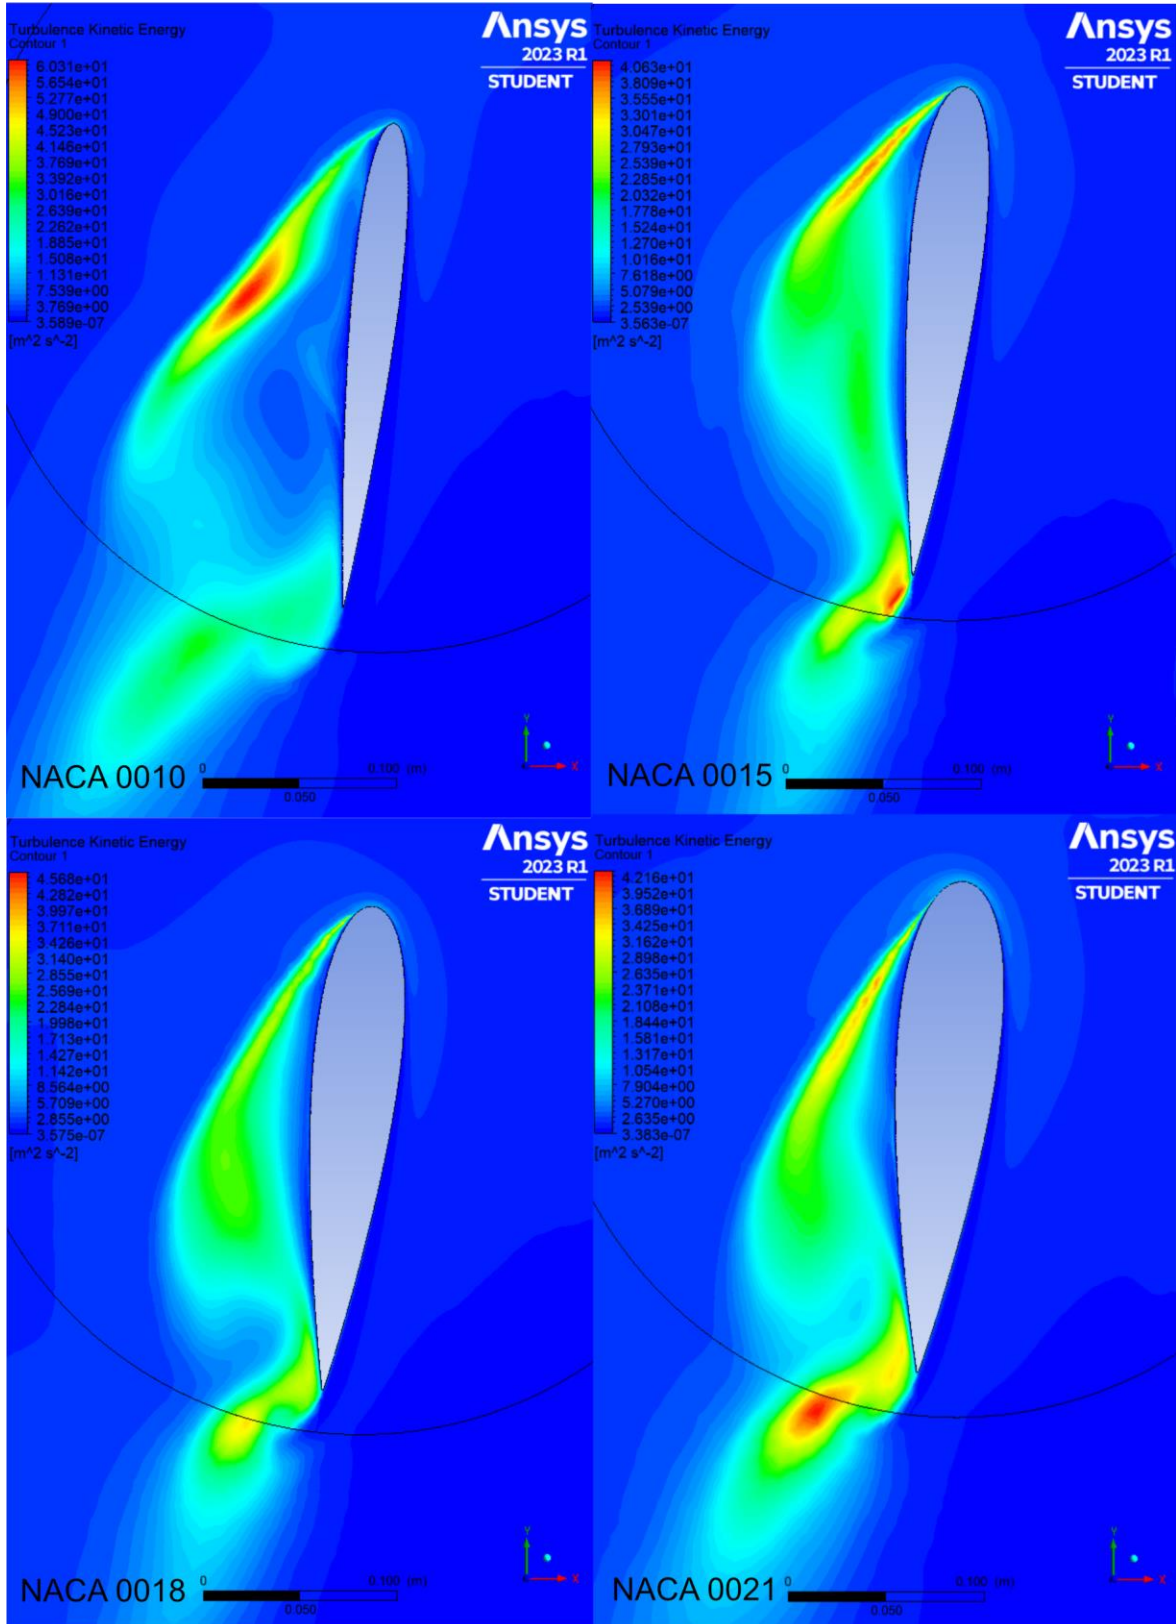 Turbulence Kinetic Energy
Contour 1
6.031e+01
5.654e+01
5.277e+01
4.900e+01
4.523e+01
4.146e+01
3.769e+01
3.392e+01
3.016e+01
2.639e+01
2.262e+01
1.885e+01
1.508e+01
1.131e+01
7.539e+00
3.769e+00
3.569e-07
[m^2 s^-2]
Ansys
2023 R1
STUDENT
Y
X
NACA 0010
0
0.100 (m)
0.050
Turbulence Kinetic Energy
Contour 1
4.063e+01
3.809e+01
3.555e+01
3.301e+01
3.047e+01
2.793e+01
2.539e+01
2.285e+01
2.032e+01
1.778e+01
1.524e+01
1.270e+01
1.016e+01
7.618e+00
5.079e+00
2.539e+00
3.563e-07
[m^2 s^-2]
Ansys
2023 R1
STUDENT
Y
X
NACA 0015
0
0.100 (m)
0.050
Turbulence Kinetic Energy
Contour 1
4.568e+01
4.282e+01
3.997e+01
3.711e+01
3.426e+01
3.140e+01
2.855e+01
2.569e+01
2.284e+01
1.998e+01
1.713e+01
1.427e+01
1.142e+01
8.564e+00
5.709e+00
2.855e+00
3.575e-07
[m^2 s^-2]
Ansys
2023 R1
STUDENT
Y
X
NACA 0018
0
0.100 (m)
0.050
Turbulence Kinetic Energy
Contour 1
4.216e+01
3.952e+01
3.689e+01
3.425e+01
3.162e+01
2.898e+01
2.635e+01
2.371e+01
2.108e+01
1.844e+01
1.581e+01
1.317e+01
1.054e+01
7.904e+00
5.270e+00
2.635e+00
3.383e-07
[m^2 s^-2]
Ansys
2023 R1
STUDENT
Y
X
NACA 0021
0
0.100 (m)
0.050